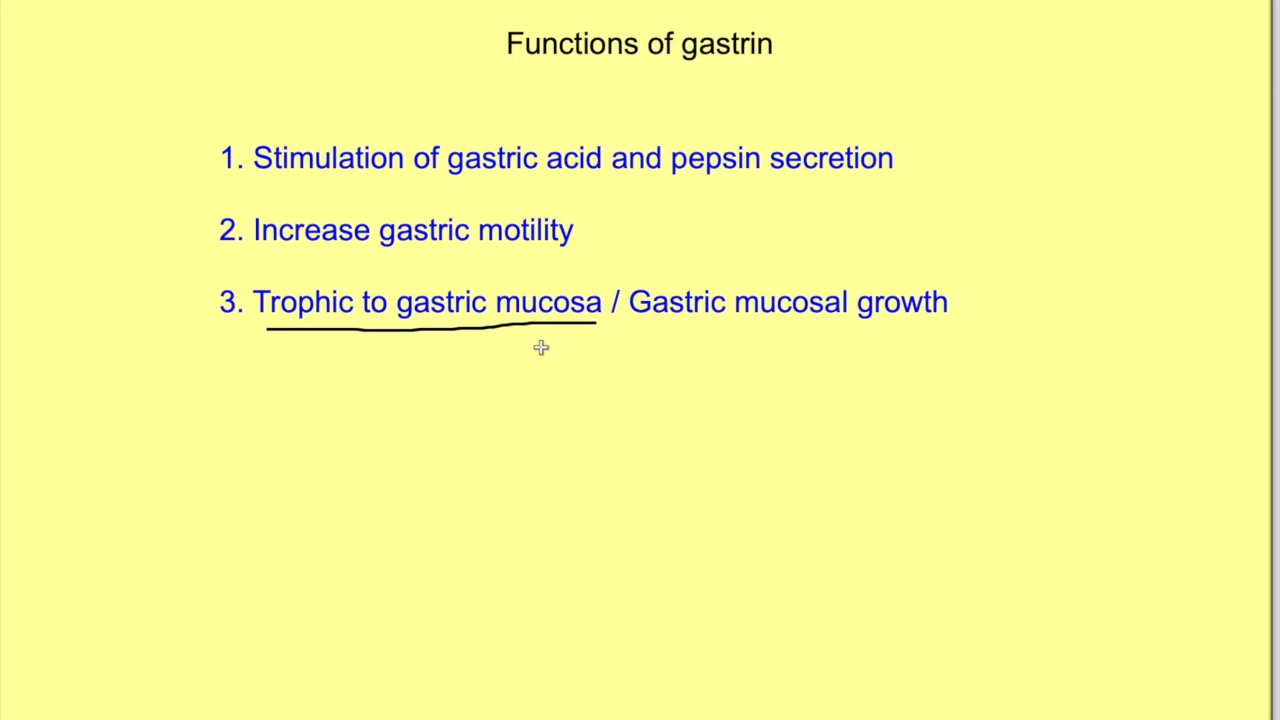 Functions of gastrin
1. Stimulation of gastric acid and pepsin secretion
2. Increase gastric motility
3. Trophic to gastric mucosa / Gastric mucosal growth